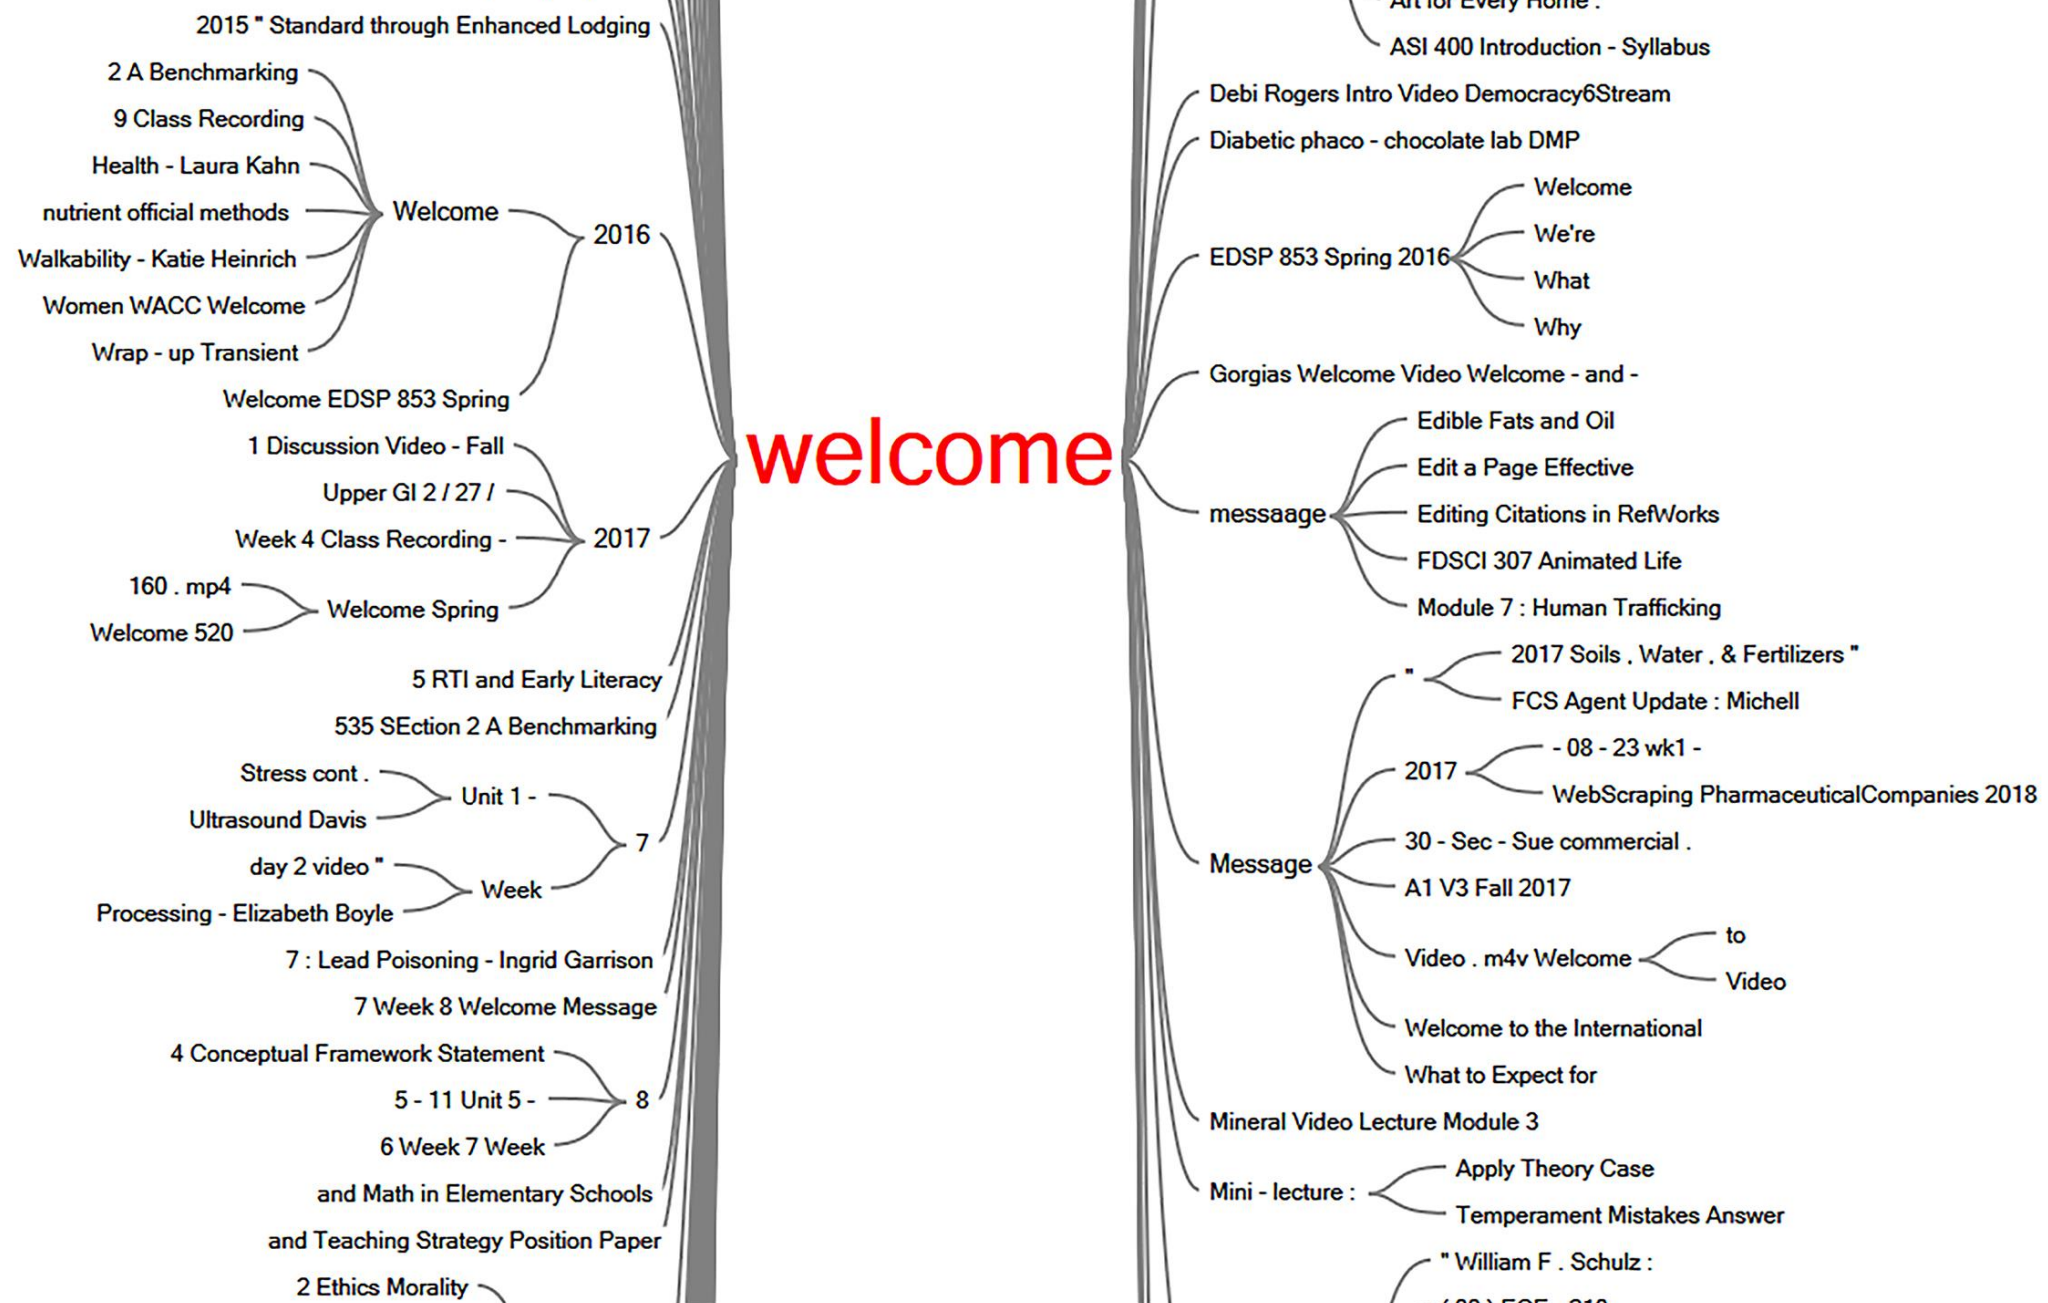 2015 " Standard through Enhanced Lodging
2 A Benchmarking
9 Class Recording
Health - Laura Kahn
nutrient official methods
Walkability - Katie Heinrich
Women WACC Welcome
Wrap - up Transient
Welcome
2016
Welcome EDSP 853 Spring
1 Discussion Video - Fall
Upper GI 2 / 27 /
Week 4 Class Recording -
160 . mp4
Welcome 520
Welcome Spring
2017
5 RTI and Early Literacy
535 SEction 2 A Benchmarking
Stress cont .
Ultrasound Davis
Unit 1 -
day 2 video "
Processing - Elizabeth Boyle
Week
7
7 : Lead Poisoning - Ingrid Garrison
7 Week 8 Welcome Message
4 Conceptual Framework Statement
5 - 11 Unit 5 -
6 Week 7 Week
8
and Math in Elementary Schools
and Teaching Strategy Position Paper
2 Ethics Morality
welcome
Art for Every Home :
ASI 400 Introduction - Syllabus
Debi Rogers Intro Video Democracy6Stream
Diabetic phaco - chocolate lab DMP
EDSP 853 Spring 2016
Welcome
We're
What
Why
Gorgias Welcome Video Welcome - and -
messaage
Edible Fats and Oil
Edit a Page Effective
Editing Citations in RefWorks
FDSCI 307 Animated Life
Module 7 : Human Trafficking
Message
"
2017 Soils , Water , & Fertilizers "
FCS Agent Update : Michell
2017
- 08 - 23 wk1 -
WebScraping PharmaceuticalCompanies 2018
30 - Sec - Sue commercial .
A1 V3 Fall 2017
Video . m4v Welcome
to
Video
Welcome to the International
What to Expect for
Mineral Video Lecture Module 3
Mini - lecture :
Apply Theory Case
Temperament Mistakes Answer
" William F . Schulz :